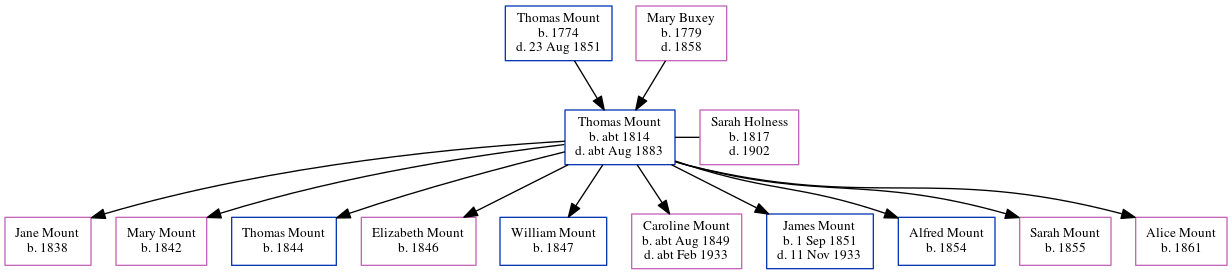 Thomas Mount
b. 1774
d. 23 Aug 1851
Mary Buxey
b. 1779
d. 1858
Thomas Mount
b. abt 1814
d. abt Aug 1883
Sarah Holness
b. 1817
d. 1902
Jane Mount
b. 1838
Mary Mount
b. 1842
Thomas Mount
b. 1844
Elizabeth Mount
b. 1846
William Mount
b. 1847
Caroline Mount
b. abt Aug 1849
d. abt Feb 1933
James Mount
b. 1 Sep 1851
d. 11 Nov 1933
Alfred Mount
b. 1854
Sarah Mount
b. 1855
Alice Mount
b. 1861